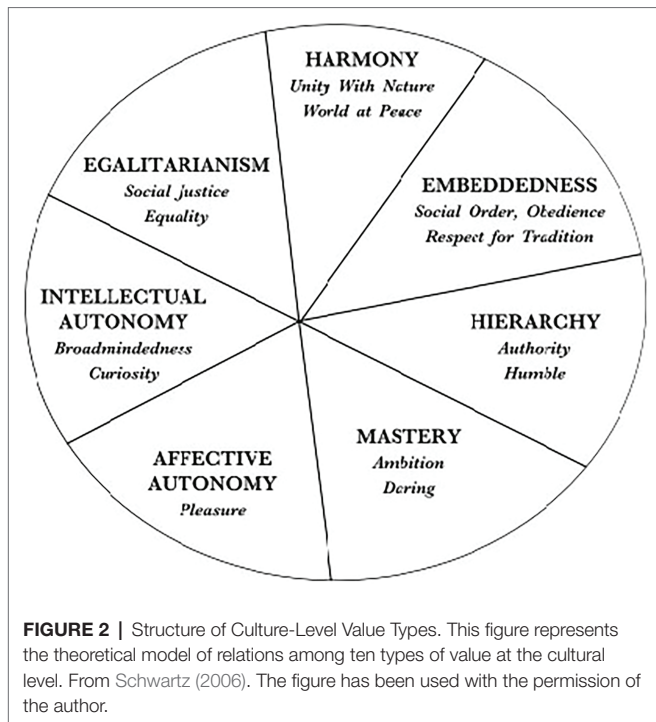 HARMONY
Unity With Nature
World at Peace
EGALITARIANISM
Social Justice
Equality
EMBEDDEDNESS
Social Order, Obedience
Respect for Tradition
INTELLECTUAL
AUTONOMY
Broadmindedness
Curiosity
HIERARCHY
Authority
Humble
AFFECTIVE
AUTONOMY
Pleasure
MASTERY
Ambition
Daring
FIGURE 2 | Structure of Culture-Level Value Types. This figure represents
the theoretical model of relations among ten types of value at the cultural
level. From Schwartz (2006). The figure has been used with the permission of
the author.